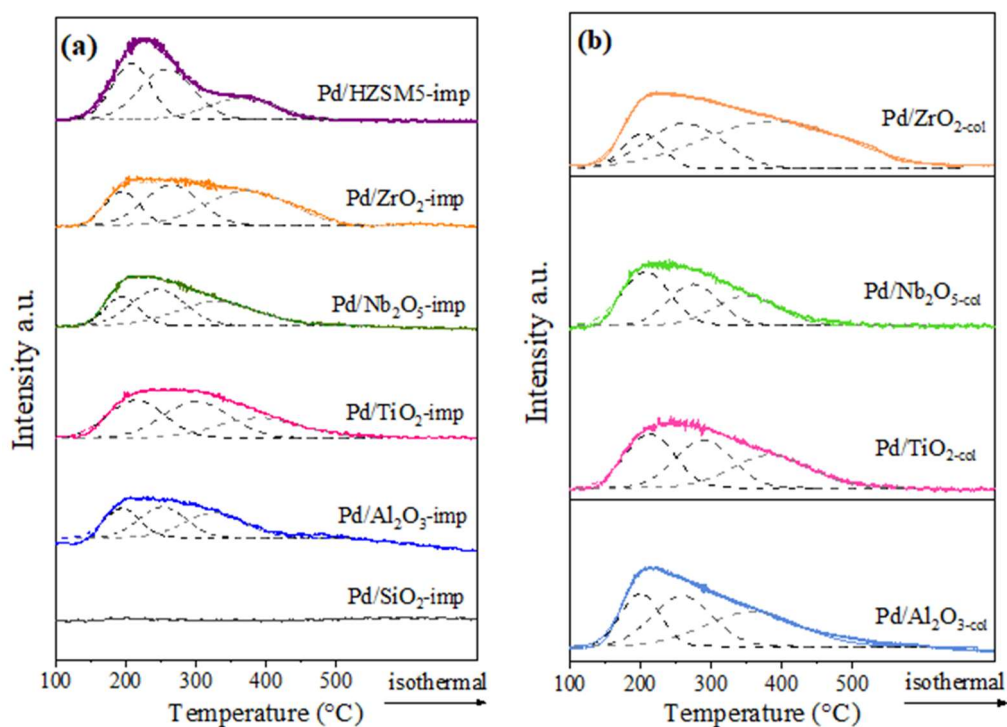 (a)
Pd/HZSM5-imp
Pd/ZrO₂-imp
Pd/Nb₂O₅-imp
Pd/TiO₂-imp
Pd/Al₂O₃-imp
Pd/SiO₂-imp
Intensity a.u.
100 200 300 400 500 isothermal
Temperature (°C)
(b)
Pd/ZrO₂-col
Pd/Nb₂O₅-col
Pd/TiO₂-col
Pd/Al₂O₃-col
Intensity a.u.
100 200 300 400 500 isothermal
Temperature (°C)